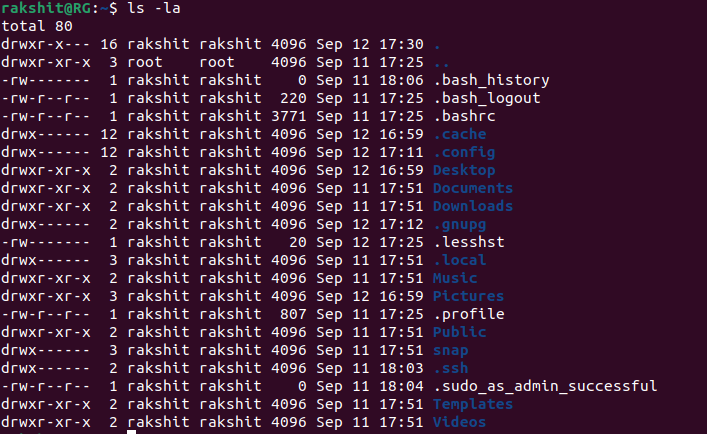 rakshit@RG:~$ ls -la
total 80
drwxr-x--- 16 rakshit rakshit 4096 Sep 12 17:30 .
drwxr-xr-x  3 root    root    4096 Sep 11 17:25 ..
-rw-------  1 rakshit rakshit    0 Sep 11 18:06 .bash_history
-rw-r--r--  1 rakshit rakshit  220 Sep 11 17:25 .bash_logout
-rw-r--r--  1 rakshit rakshit 3771 Sep 11 17:25 .bashrc
drwx------ 12 rakshit rakshit 4096 Sep 12 16:59 .cache
drwx------ 12 rakshit rakshit 4096 Sep 12 17:11 .config
drwxr-xr-x  2 rakshit rakshit 4096 Sep 12 16:59 Desktop
drwxr-xr-x  2 rakshit rakshit 4096 Sep 11 17:51 Documents
drwxr-xr-x  2 rakshit rakshit 4096 Sep 11 17:51 Downloads
drwx------  2 rakshit rakshit 4096 Sep 12 17:12 .gnupg
-rw-------  1 rakshit rakshit   20 Sep 12 17:25 .lesshst
drwx------  3 rakshit rakshit 4096 Sep 11 17:51 .local
drwxr-xr-x  2 rakshit rakshit 4096 Sep 11 17:51 Music
drwxr-xr-x  3 rakshit rakshit 4096 Sep 12 16:59 Pictures
-rw-r--r--  1 rakshit rakshit  807 Sep 11 17:25 .profile
drwxr-xr-x  2 rakshit rakshit 4096 Sep 11 17:51 Public
drwx------  3 rakshit rakshit 4096 Sep 11 17:51 snap
drwx------  2 rakshit rakshit 4096 Sep 11 18:03 .ssh
-rw-r--r--  1 rakshit rakshit    0 Sep 11 18:04 .sudo_as_admin_successful
drwxr-xr-x  2 rakshit rakshit 4096 Sep 11 17:51 Templates
drwxr-xr-x  2 rakshit rakshit 4096 Sep 11 17:51 Videos